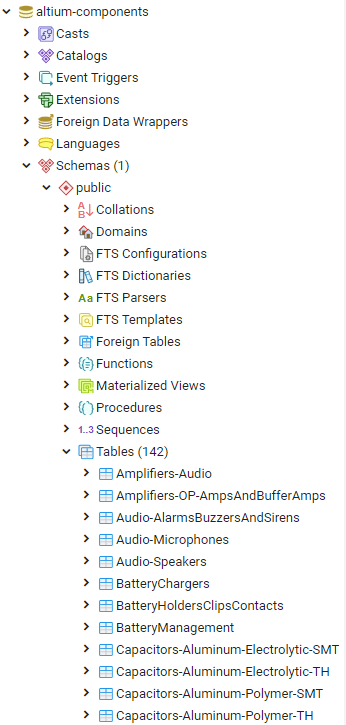 altium-components
Casts
Catalogs
Event Triggers
Extensions
Foreign Data Wrappers
Languages
Schemas (1)
public
Collations
Domains
FTS Configurations
FTS Dictionaries
Aa FTS Parsers
FTS Templates
Foreign Tables
Functions
Materialized Views
Procedures
1..3 Sequences
Tables (142)
Amplifiers-Audio
Amplifiers-OP-AmpsAndBufferAmps
Audio-AlarmsBuzzersAndSirens
Audio-Microphones
Audio-Speakers
BatteryChargers
BatteryHoldersClipsContacts
BatteryManagement
Capacitors-Aluminum-Electrolytic-SMT
Capacitors-Aluminum-Electrolytic-TH
Capacitors-Aluminum-Polymer-SMT
Capacitors-Aluminum-Polymer-TH